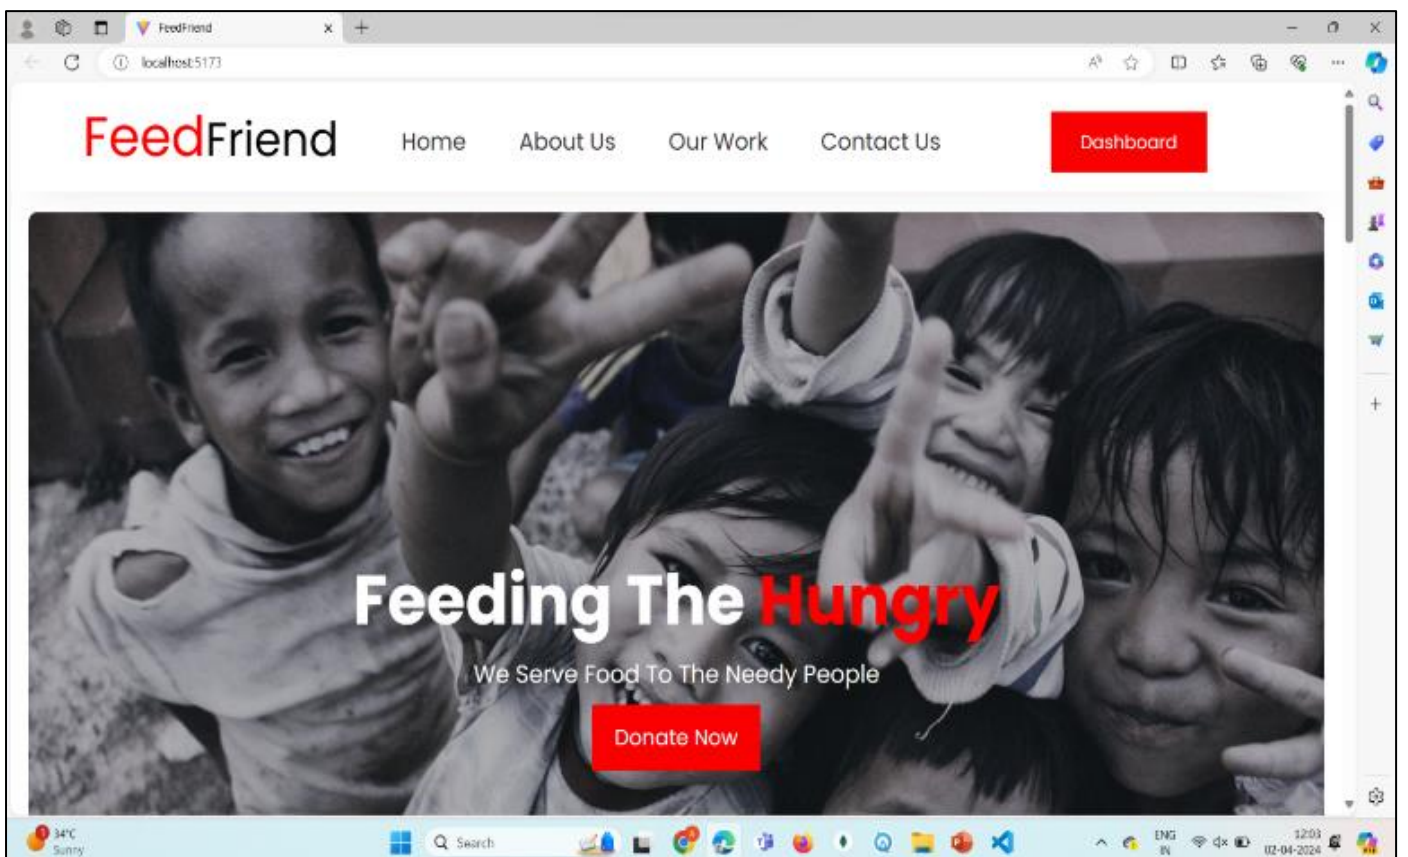 FeedFriend
localhost:5173
FeedFriend Home About Us Our Work Contact Us Dashboard
Feeding The Hungry
We Serve Food To The Needy People
Donate Now
34°C
Sunny
Search
ENG
IN
12:03
02-04-2024